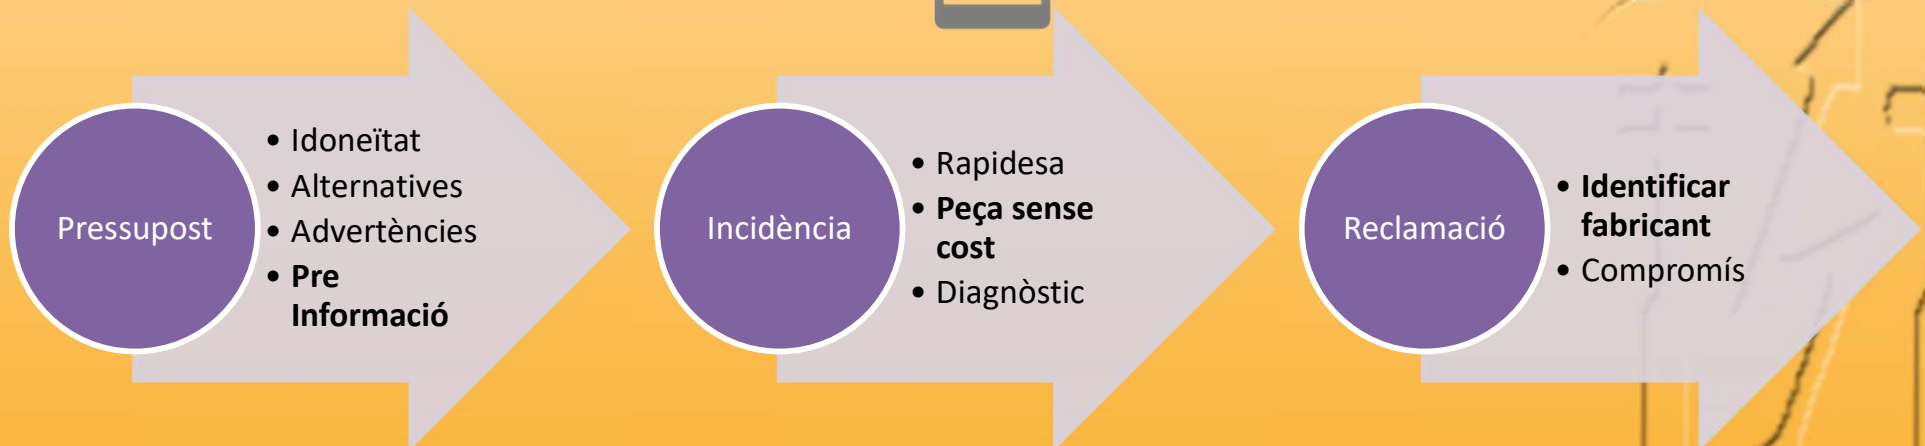 Pressupost
• Idoneïtat
• Alternatives
• Advertències
• Pre
Informació
Incidència
• Rapidesa
• Peça sense
cost
• Diagnòstic
Reclamació
• Identificar
fabricant
• Compromís